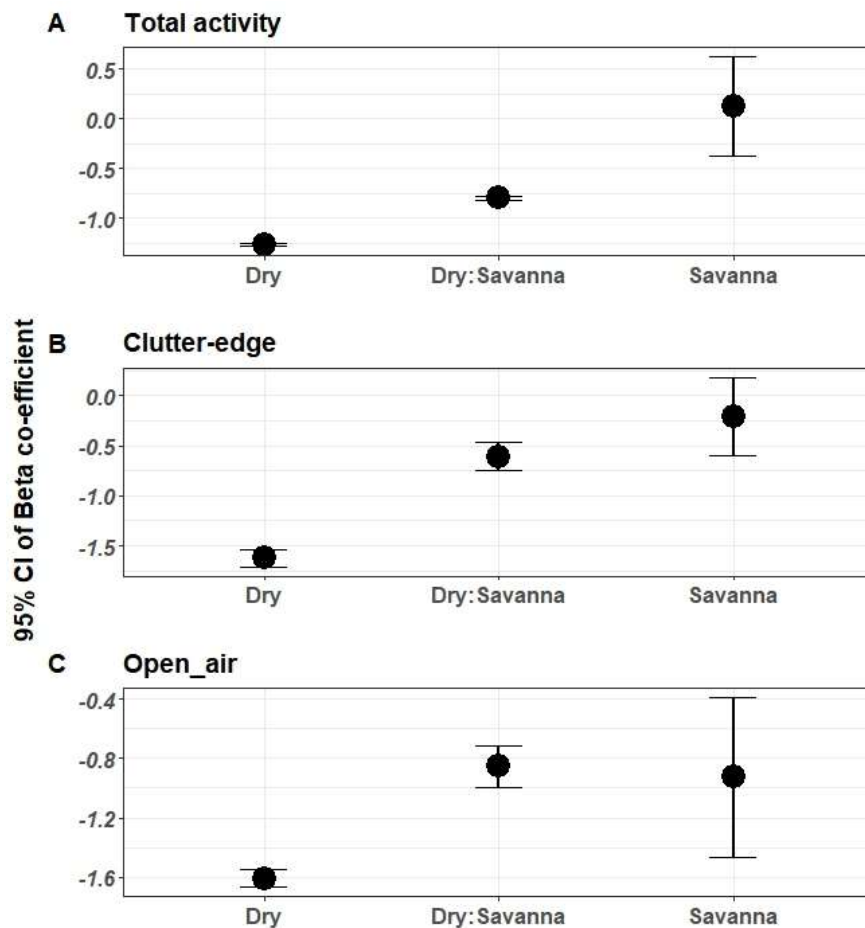 A Total activity
0.5
0.0
-0.5
-1.0
Dry Dry:Savanna Savanna
95% CI of Beta co-efficient
B Clutter-edge
0.0
-0.5
-1.0
-1.5
Dry Dry:Savanna Savanna
C Open_air
-0.4
-0.8
-1.2
-1.6
Dry Dry:Savanna Savanna